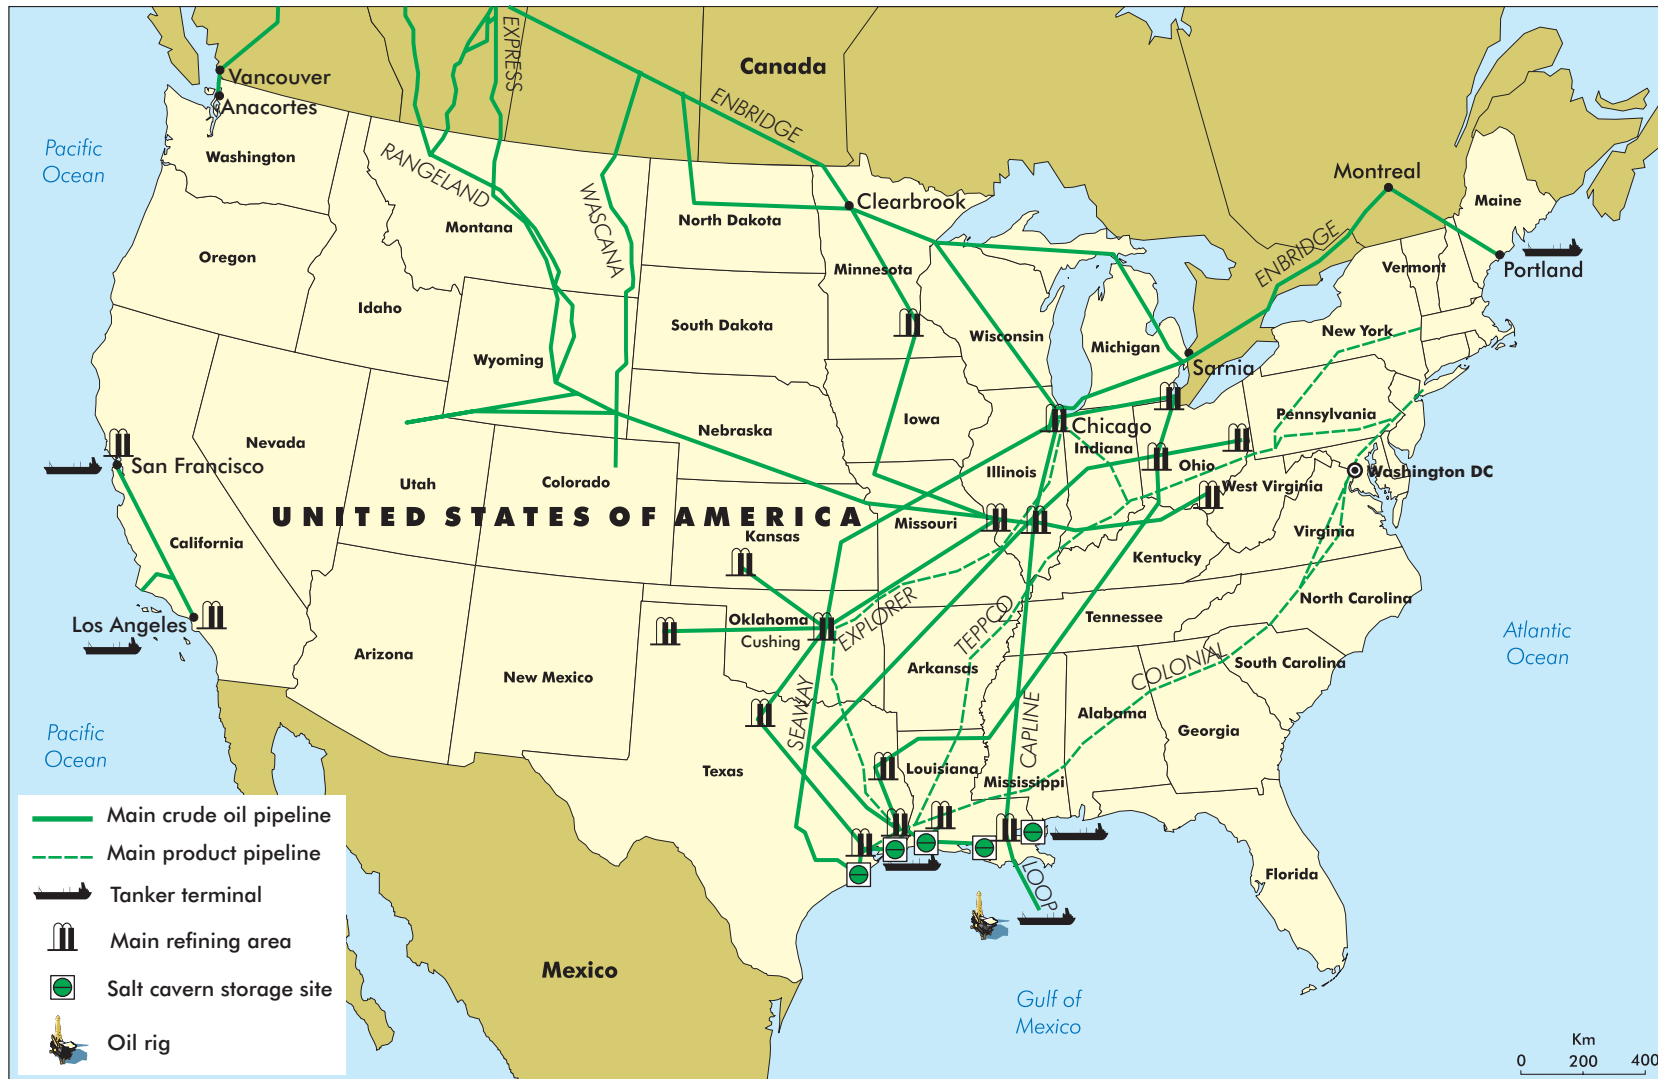 Canada
EXPRESS
Vancouver
Anacortes
ENBRIDGE
Pacific
Ocean
Washington
RANGELAND
Montreal
Maine
WASCANA
Clearbrook
North Dakota
Montana
ENBRIDGE
Oregon
Minnesota
Vermont
Portland
Idaho
South Dakota
Wisconsin
Michigan
New York
Wyoming
Sarnia
Iowa
Pennsylvania
Nebraska
Chicago
Indiana
Nevada
San Francisco
Illinois
Ohio
Washington DC
Utah
Colorado
West Virginia
UNITED STATES OF AMERICA
Missouri
Kansas
Virginia
California
Kentucky
North Carolina
Los Angeles
Oklahoma
Cushing
EXPLORER
TEPPCO
Tennessee
Atlantic
Ocean
Arizona
New Mexico
Arkansas
South Carolina
COLONIAL
SEAWAY
CAPLINE
Alabama
Georgia
Pacific
Ocean
Texas
Louisiana
Mississippi
Main crude oil pipeline
Main product pipeline
Tanker terminal
Main refining area
Salt cavern storage site
Oil rig
LOOP
Florida
Mexico
Gulf of
Mexico
Km
0 200 400